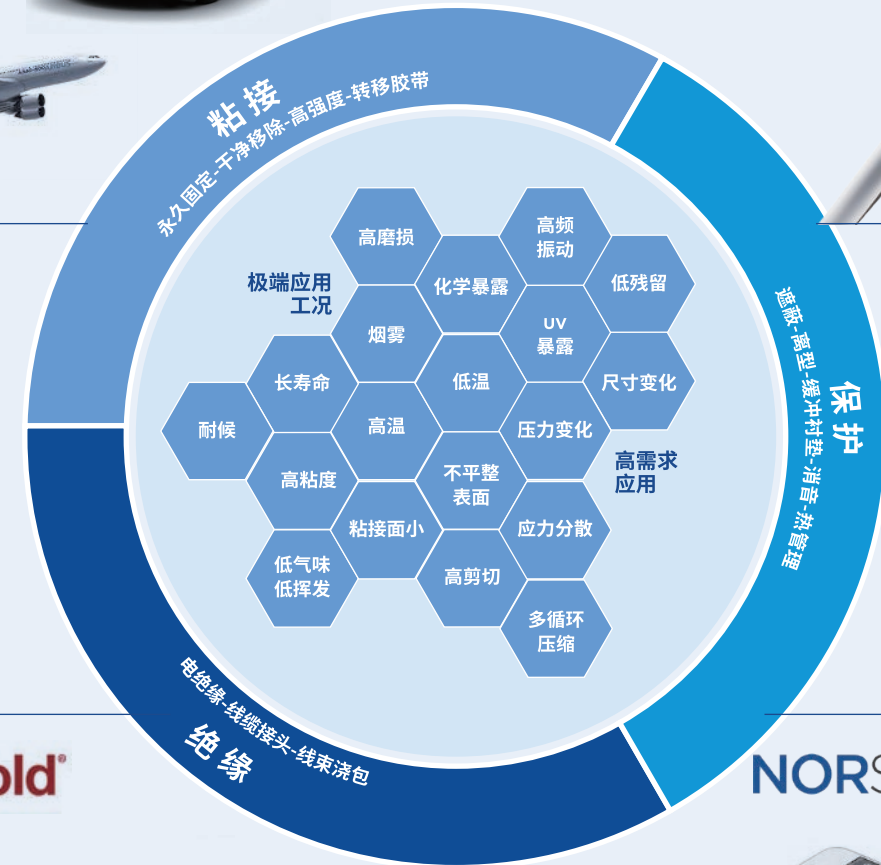 粘接
永久固定-干净移除-高强度-转移胶带
保护
遮蔽-离型-缓冲衬垫-消音-热管理
绝缘
电绝缘-线缆接头-线束浇包
极端应用
工况
高磨损
高频
振动
化学暴露
低残留
烟雾
UV
暴露
长寿命
低温
尺寸变化
耐候
高温
压力变化
高需求
应用
高粘度
不平整
表面
粘接面小
应力分散
低气味
低挥发
高剪切
多循环
压缩
old®
NOR